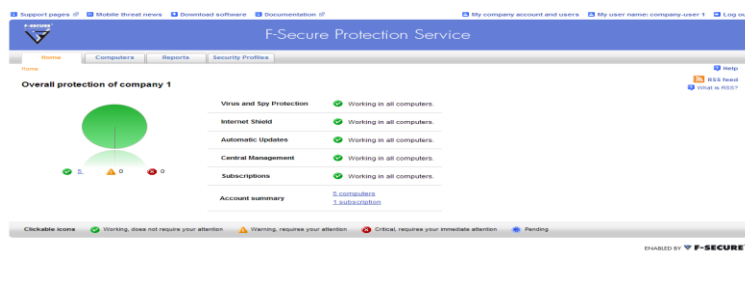 Support pages Mobile threat news Download software Documentation My company account and users My user name: company-user 1 Log ou
F-SECURE
F-Secure Protection Service
Home Computers Reports Security Profiles
Home Help
Overall protection of company 1 RSS feed
What is RSS?
Virus and Spy Protection Working in all computers.
Internet Shield Working in all computers.
Automatic Updates Working in all computers.
Central Management Working in all computers.
5 0 0 Subscriptions Working in all computers.
Account summary 5 computers
1 subscription
Clickable icons Working, does not require your attention Warning, requires your attention Critical, requires your immediate attention Pending
ENABLED BY F-SECURE